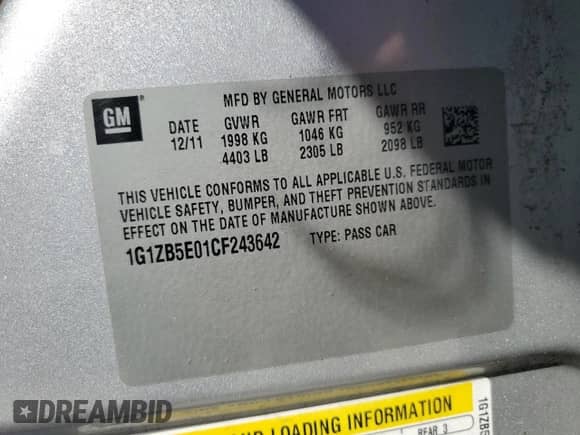 GM
MFD BY GENERAL MOTORS LLC
DATE GVWR GAWR FRT GAWR RR
12/11 1998 KG 1046 KG 952 KG
4403 LB 2305 LB 2098 LB
THIS VEHICLE CONFORMS TO ALL APPLICABLE U.S. FEDERAL MOTOR
VEHICLE SAFETY, BUMPER, AND THEFT PREVENTION STANDARDS IN
EFFECT ON THE DATE OF MANUFACTURE SHOWN ABOVE.
1G1ZB5E01CF243642 TYPE: PASS CAR
LOADING INFORMATION
REAR 3
1G1ZB5
DREAMBID